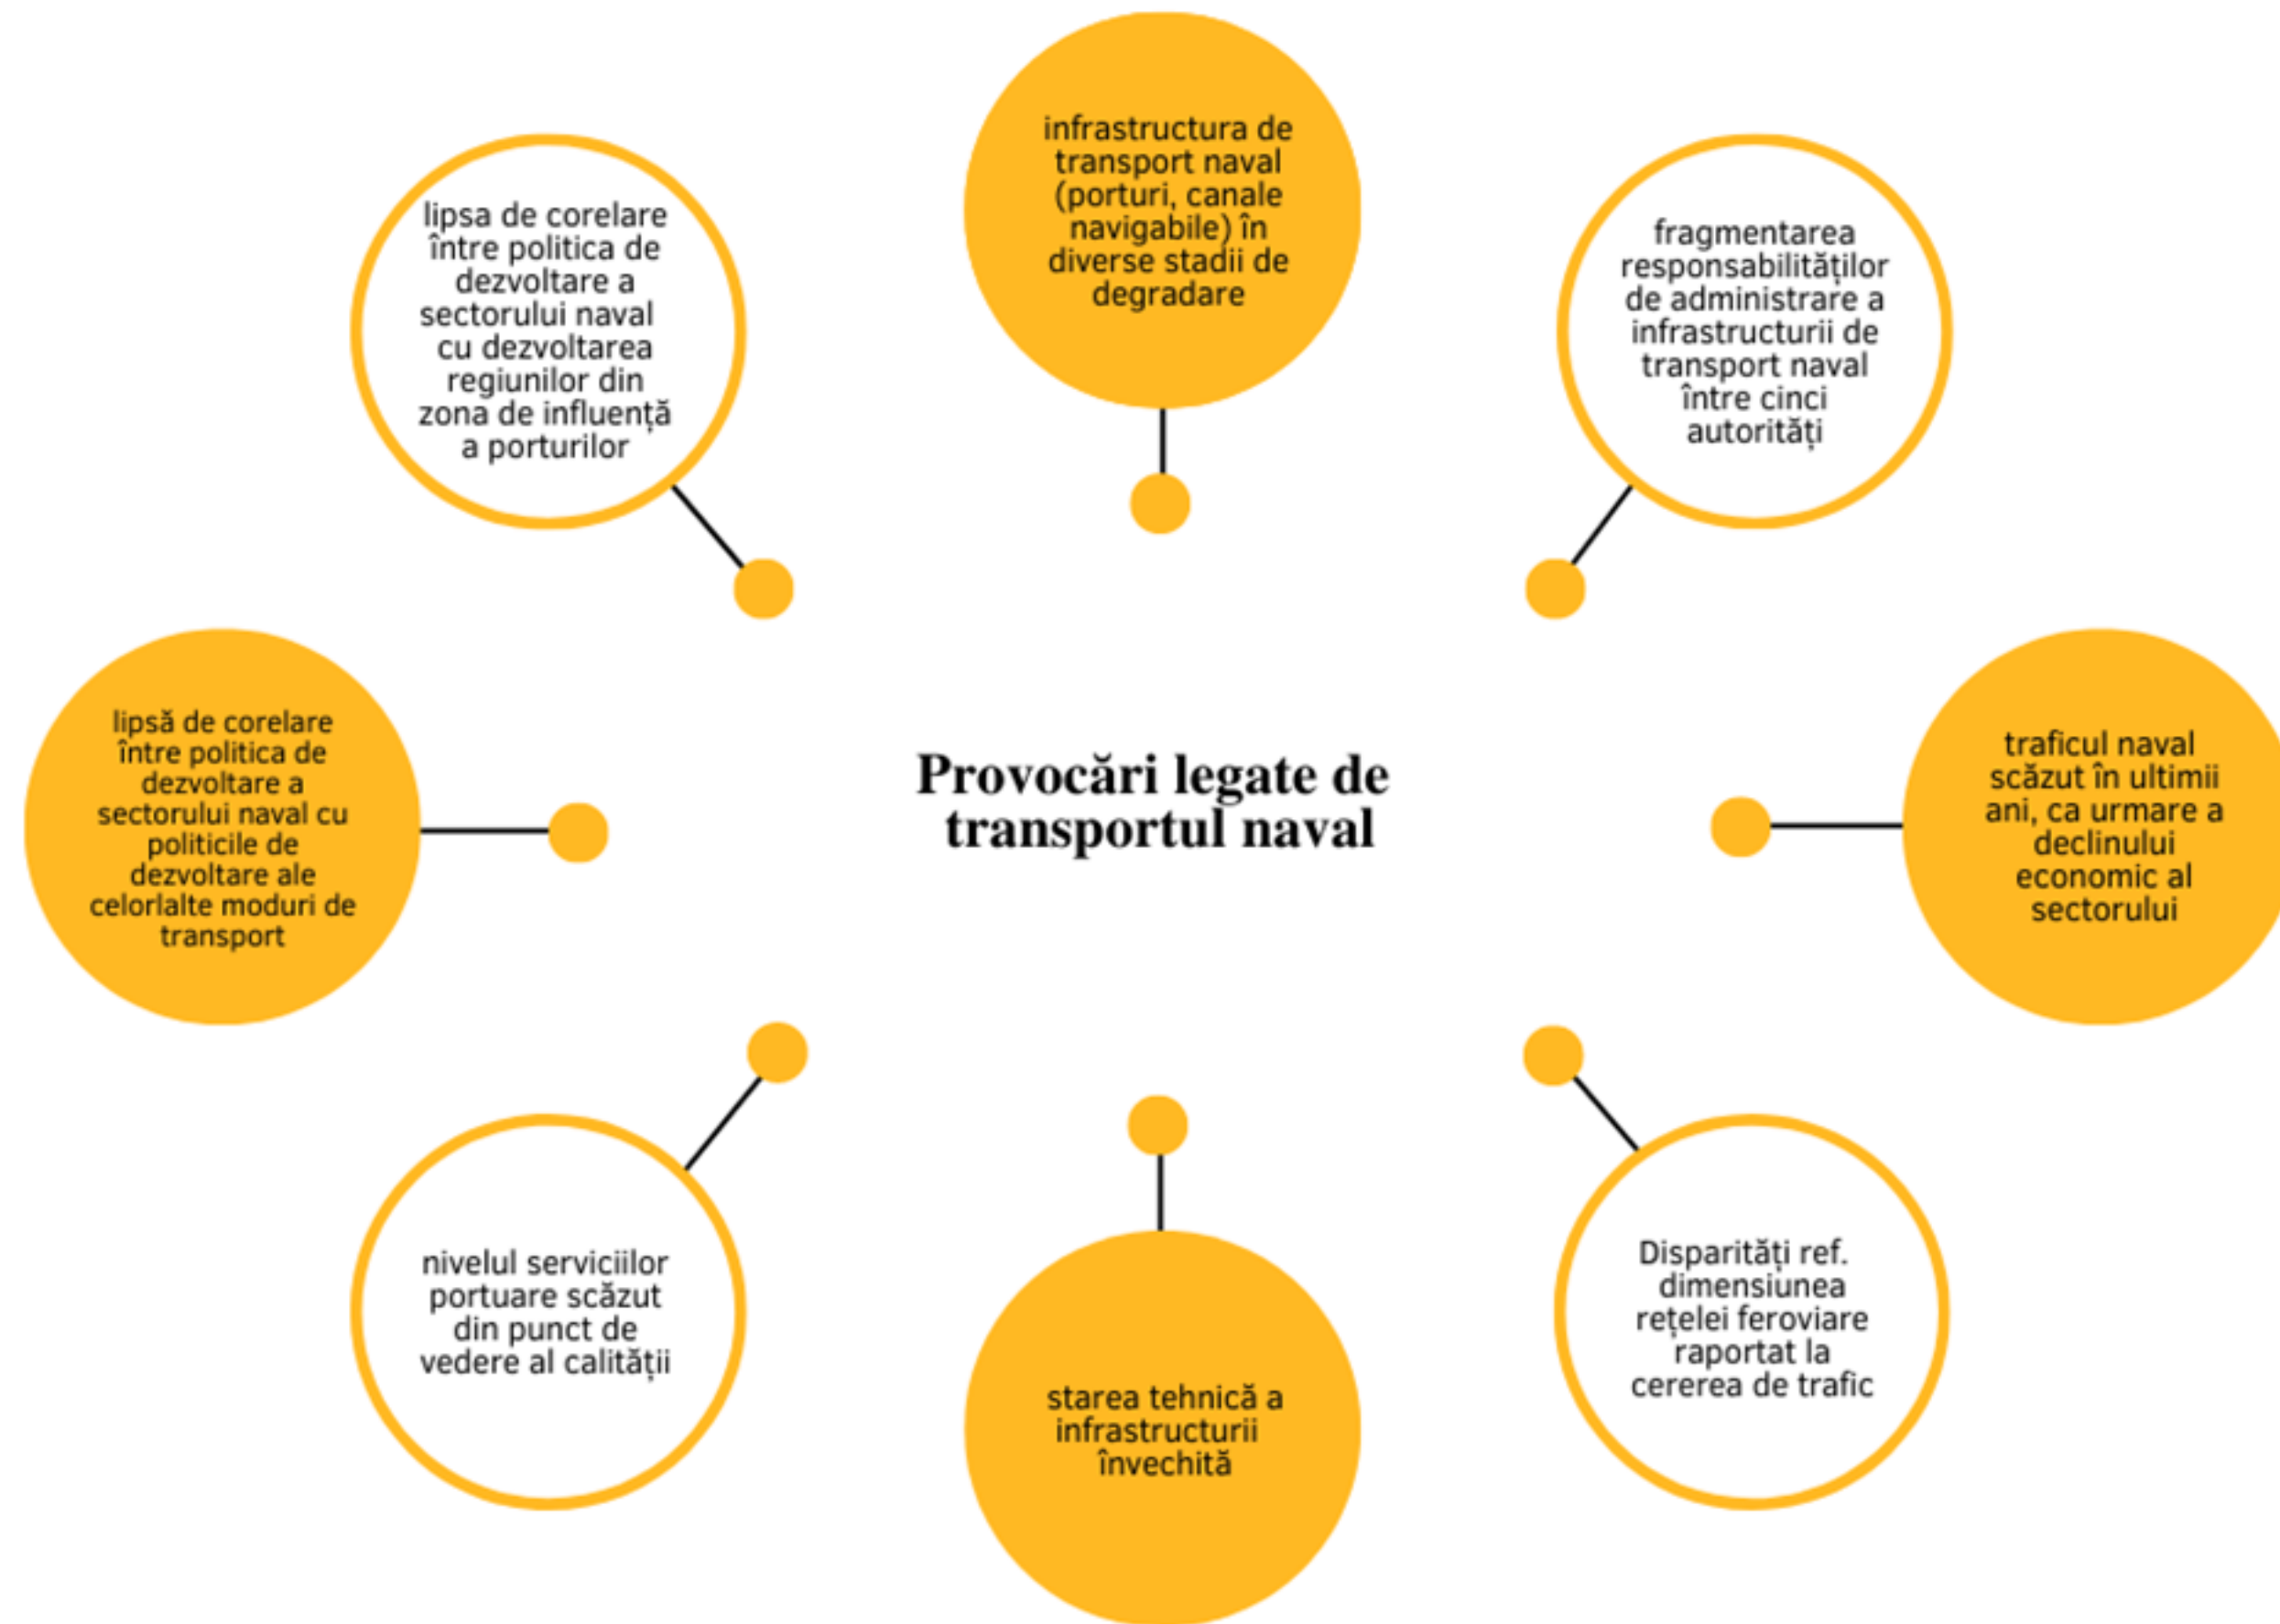 infrastructura de
transport naval
(porturi, canale
navigabile) în
diverse stadii de
degradare
lipsa de corelare
între politica de
dezvoltare a
sectorului naval
cu dezvoltarea
regiunilor din
zona de influență
a porturilor
fragmentarea
responsabilităților
de administrare a
infrastructurii de
transport naval
între cinci
autorități
lipsă de corelare
între politica de
dezvoltare a
sectorului naval cu
politicile de
dezvoltare ale
celorlalte moduri de
transport
Provocări legate de
transportul naval
traficul naval
scăzut în ultimii
ani, ca urmare a
declinului
economic al
sectorului
nivelul serviciilor
portuare scăzut
din punct de
vedere al calității
starea tehnică a
infrastructurii
învechită
Disparități ref.
dimensiunea
rețelei feroviare
raportat la
cererea de trafic